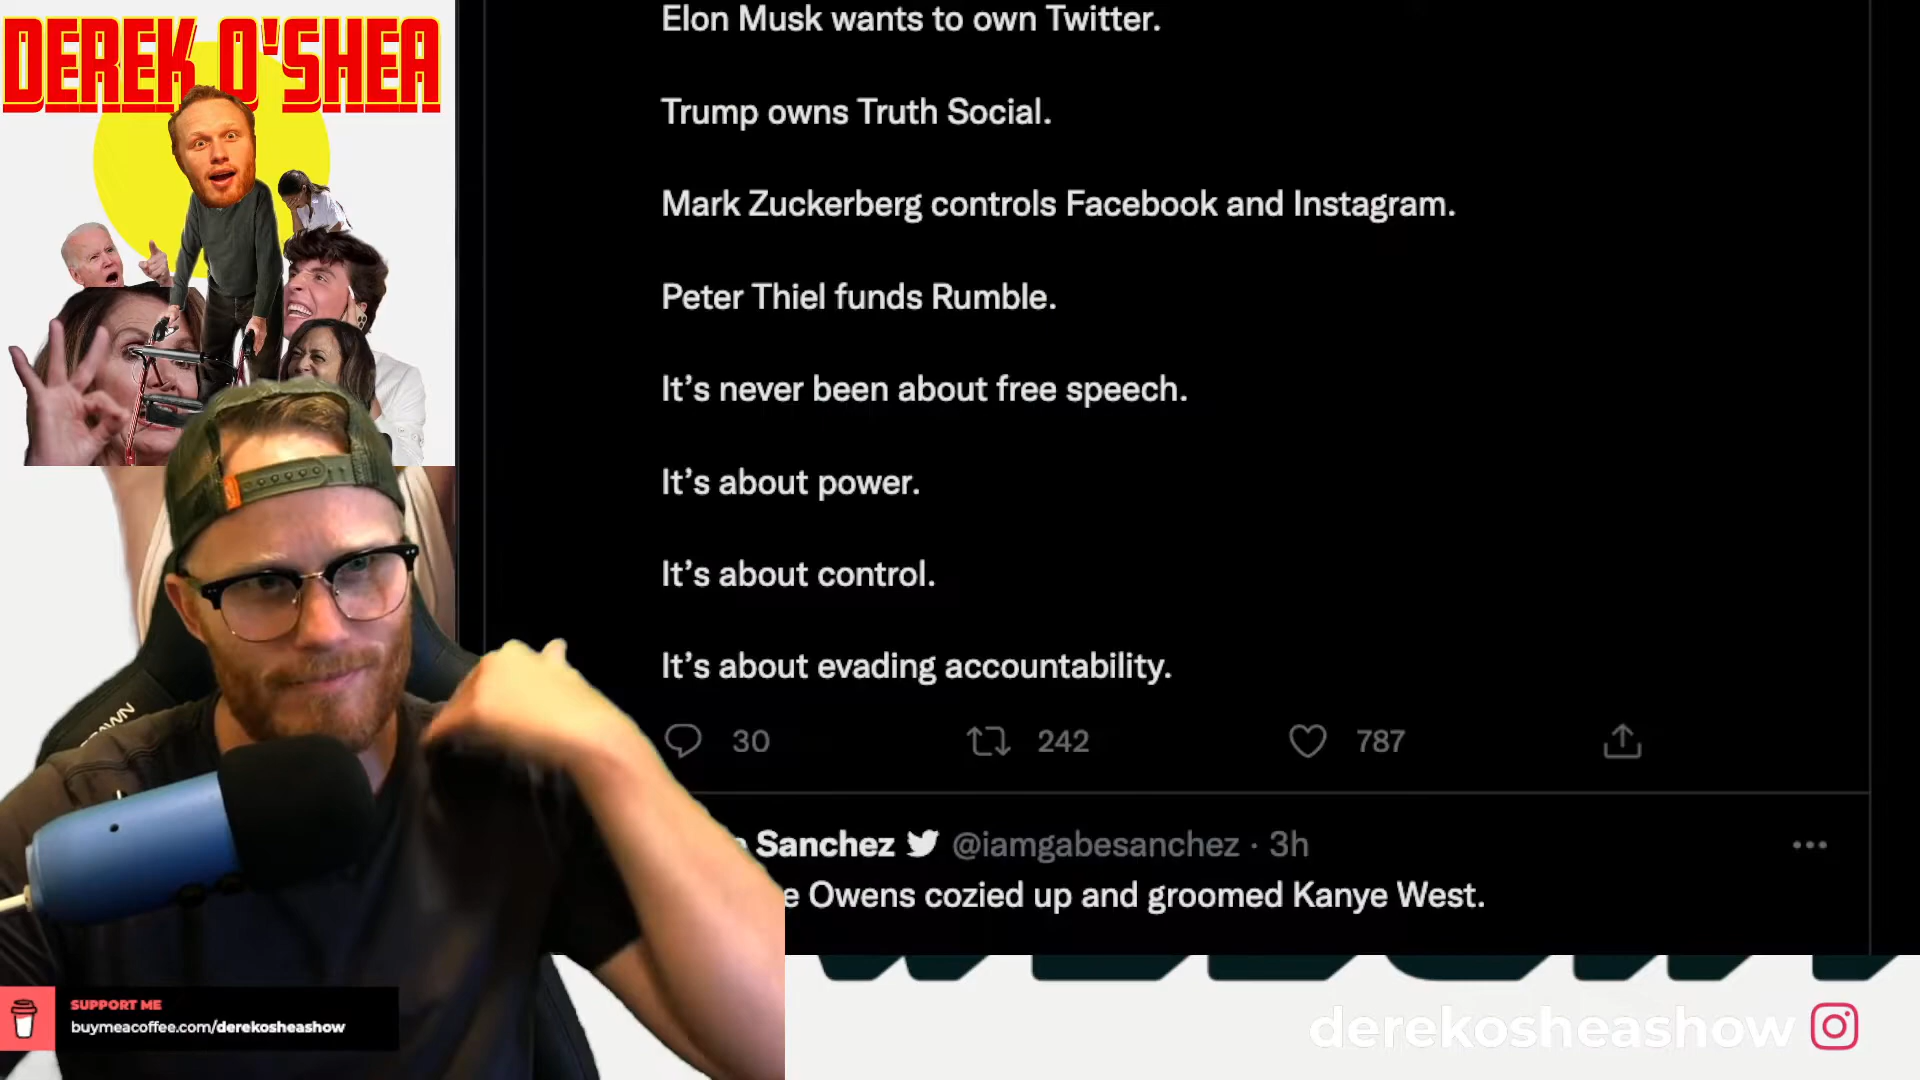 DEREK O'SHEA
Elon Musk wants to own Twitter.
Trump owns Truth Social.
Mark Zuckerberg controls Facebook and Instagram.
Peter Thiel funds Rumble.
It’s never been about free speech.
It’s about power.
It’s about control.
It’s about evading accountability.
30 242 787
Sanchez @iamgabesanchez · 3h
Owens cozied up and groomed Kanye West.
SUPPORT ME
buymeacoffee.com/derekosheashow
derekosheashow